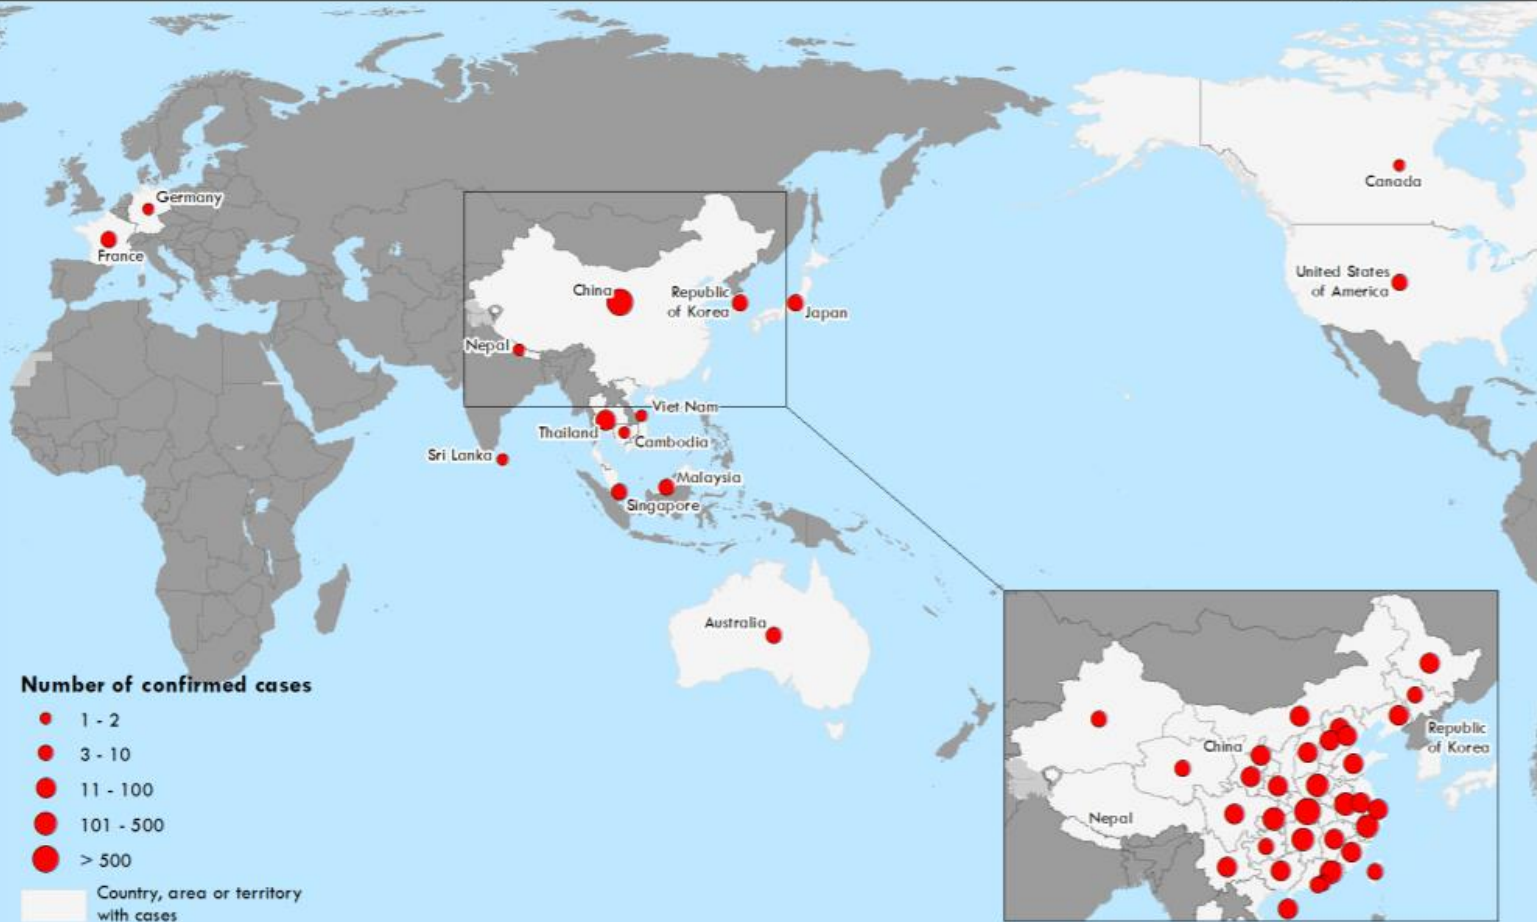 Canada
Germany
France
United States
of America
China
Republic
of Korea
Japan
Nepal
Viet Nam
Thailand
Cambodia
Sri Lanka
Malaysia
Singapore
Australia
Number of confirmed cases
1 - 2
3 - 10
11 - 100
101 - 500
> 500
Country, area or territory
with cases
China
Republic
of Korea
Nepal